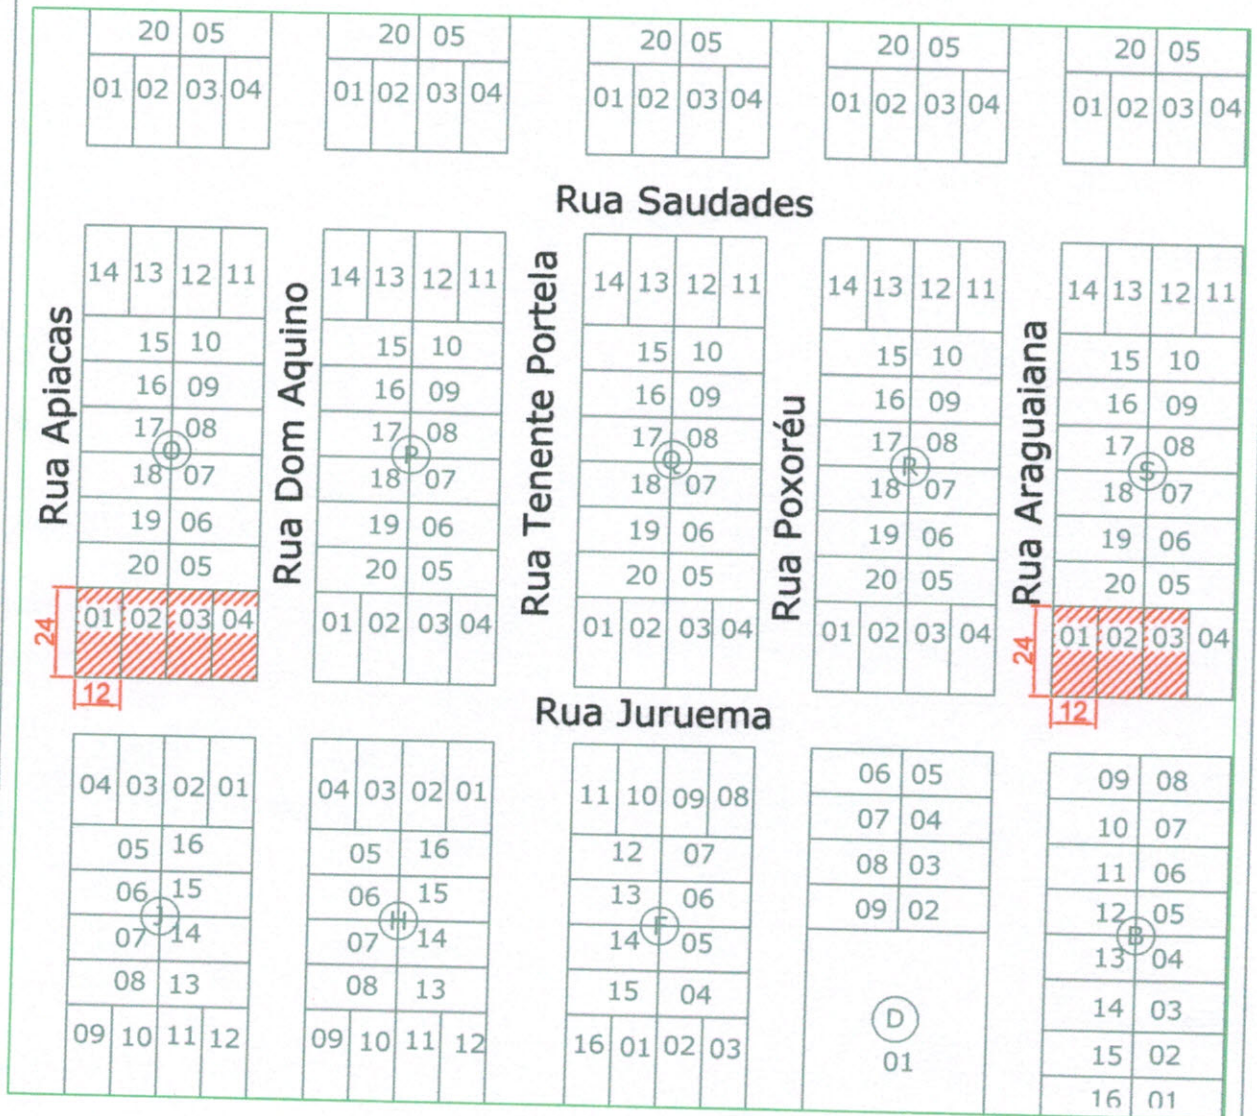 20 05 20 05 20 05 20 05 20 05
01 02 03 04 01 02 03 04 01 02 03 04 01 02 03 04 01 02 03 04
Rua Saudades
Rua Apiacas
Rua Dom Aquino
Rua Tenente Portela
Rua Poxoréu
Rua Araguaiana
14 13 12 11 14 13 12 11 14 13 12 11 14 13 12 11 14 13 12 11
15 10 15 10 15 10 15 10 15 10
16 09 16 09 16 09 16 09 16 09
17 08 17 08 17 08 17 08 17 08
O P Q R S
18 07 18 07 18 07 18 07 18 07
19 06 19 06 19 06 19 06 19 06
20 05 20 05 20 05 20 05 20 05
24 01 02 03 04 01 02 03 04 01 02 03 04 01 02 03 04 24 01 02 03 04
12 12
Rua Juruema
04 03 02 01 04 03 02 01 11 10 09 08 06 05 09 08
07 04 10 07
05 16 05 16 12 07 08 03 11 06
06 15 06 15 13 06 09 02 12 05
J H F B
07 14 07 14 14 05 13 04
08 13 08 13 15 04 14 03
D
09 10 11 12 09 10 11 12 16 01 02 03 01 15 02
16 01